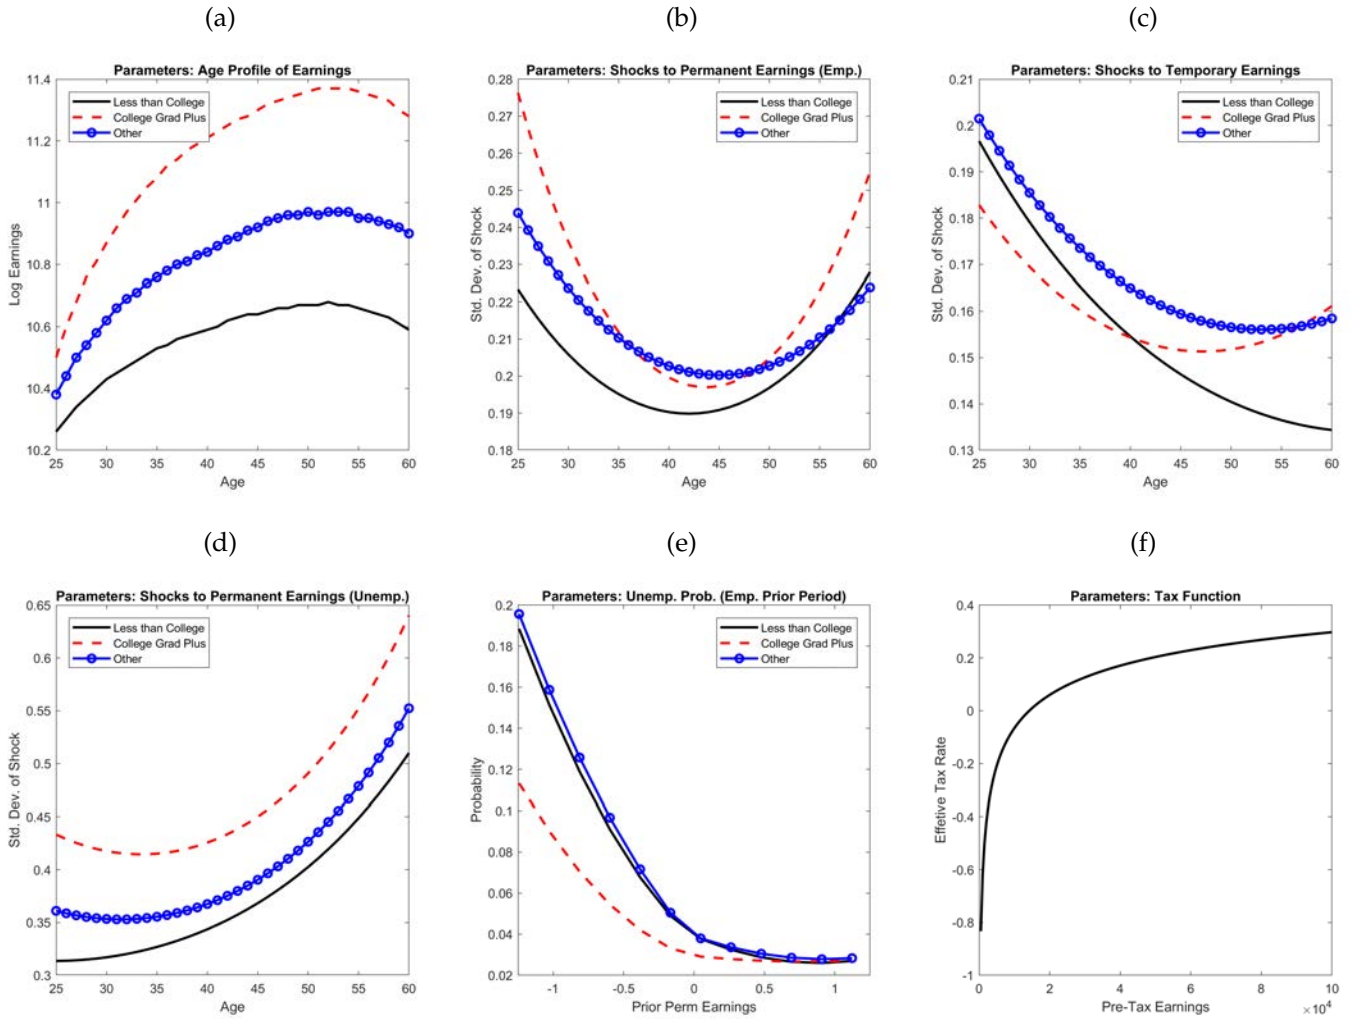 (a)
(b)
(c)
Parameters: Age Profile of Earnings
11.4
11.2
11
10.8
10.6
10.4
10.2
Log Earnings
Less than College
College Grad Plus
Other
25 30 35 40 45 50 55 60
Age
Parameters: Shocks to Permanent Earnings (Emp.)
0.28
0.27
0.26
0.25
0.24
0.23
0.22
0.21
0.2
0.19
0.18
Std. Dev. of Shock
Less than College
College Grad Plus
Other
25 30 35 40 45 50 55 60
Age
Parameters: Shocks to Temporary Earnings
0.21
0.2
0.19
0.18
0.17
0.16
0.15
0.14
0.13
Std. Dev. of Shock
Less than College
College Grad Plus
Other
25 30 35 40 45 50 55 60
Age
(d)
(e)
(f)
Parameters: Shocks to Permanent Earnings (Unemp.)
0.65
0.6
0.55
0.5
0.45
0.4
0.35
0.3
Std. Dev. of Shock
Less than College
College Grad Plus
Other
25 30 35 40 45 50 55 60
Age
Parameters: Unemp. Prob. (Emp. Prior Period)
0.2
0.18
0.16
0.14
0.12
0.1
0.08
0.06
0.04
0.02
Probability
Less than College
College Grad Plus
Other
-1 -0.5 0 0.5 1
Prior Perm Earnings
Parameters: Tax Function
0.4
0.2
0
-0.2
-0.4
-0.6
-0.8
-1
Effetive Tax Rate
0 2 4 6 8 10
Pre-Tax Earnings
×10⁴